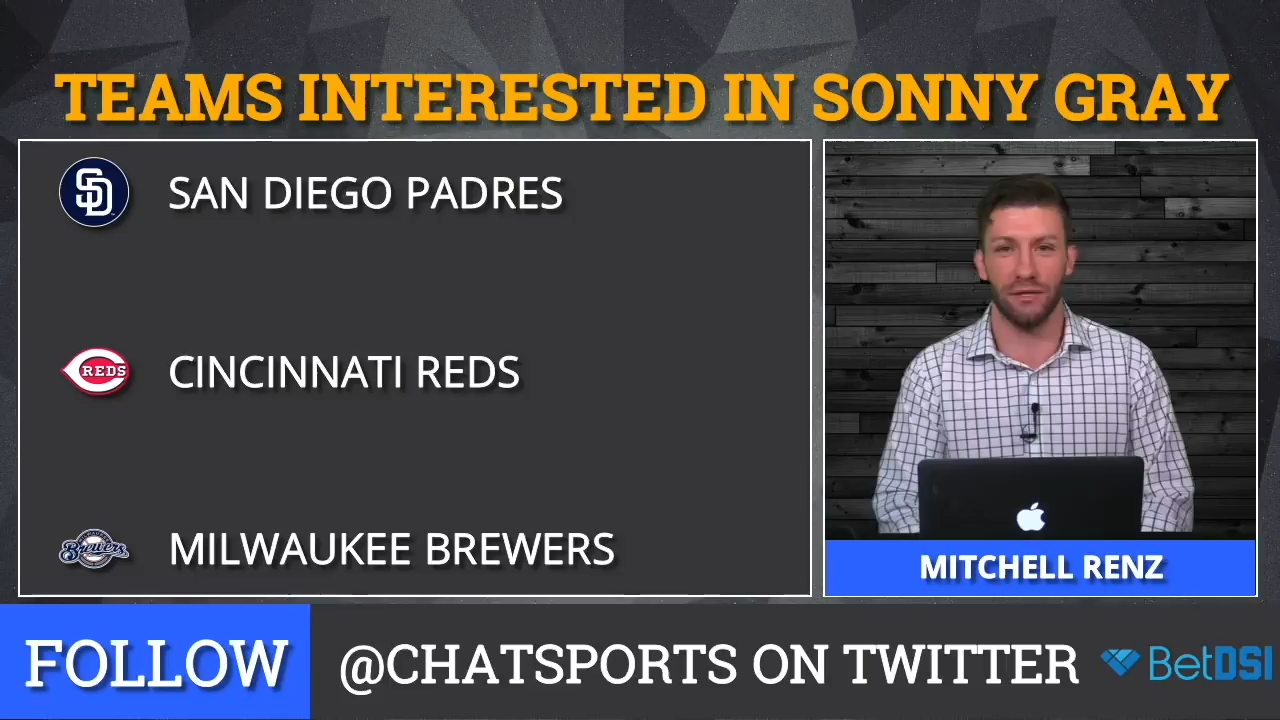 TEAMS INTERESTED IN SONNY GRAY
SD
SAN DIEGO PADRES
REDS
CINCINNATI REDS
Brewers
MILWAUKEE BREWERS
MITCHELL RENZ
FOLLOW
@CHATSPORTS ON TWITTER
BetDSI